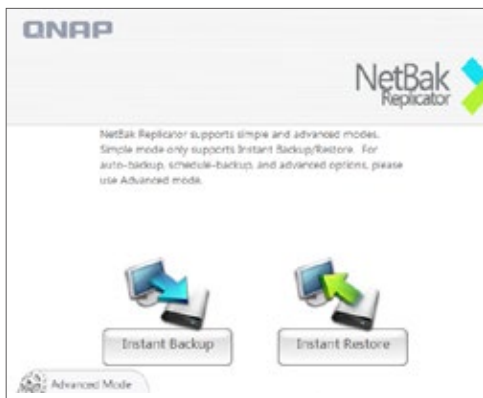 QNAP
NetBak
Replicator
NetBak Replicator supports simple and advanced modes.
Simple mode only supports Instant Backup/Restore. For
auto-backup, schedule-backup, and advanced options, please
use Advanced mode.
Instant Backup
Instant Restore
Advanced Mode